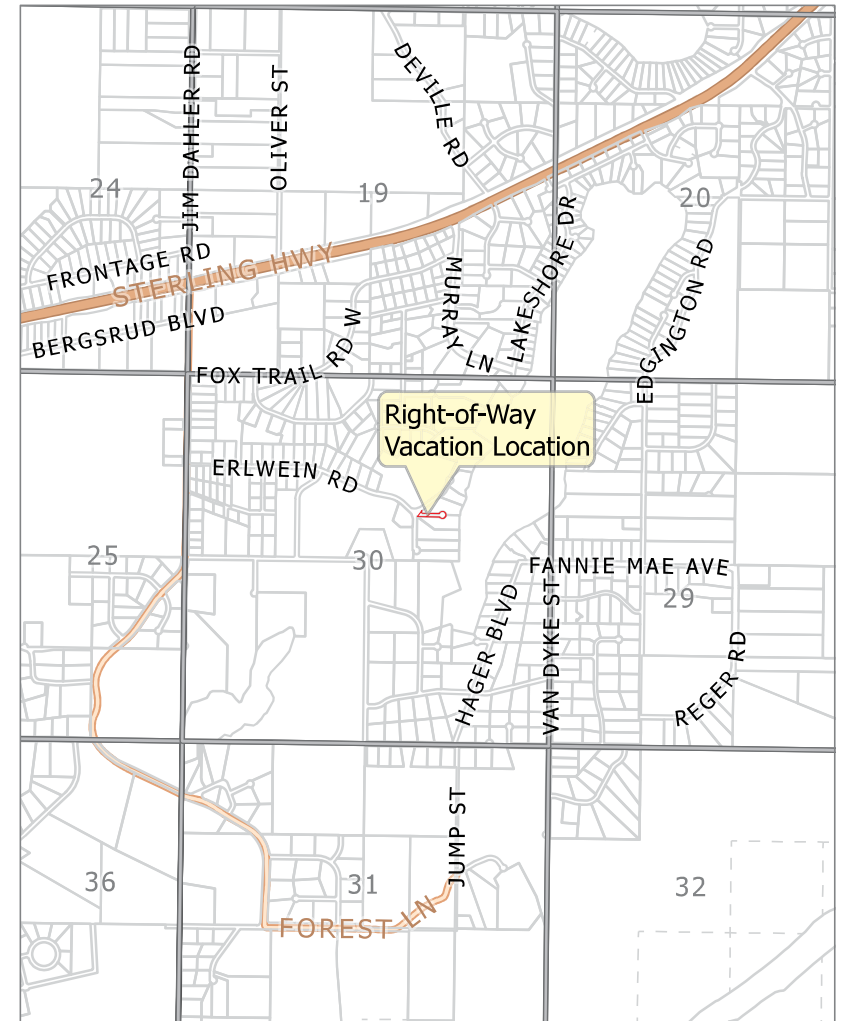 JIM DAHLER RD
OLIVER ST
DEVILLE RD
24
19
20
FRONTAGE RD
STERLING HWY
BERGSRUD BLVD
MURRAY LN
LAKESHORE DR
EDGINGTON RD
FOX TRAIL RD W
Right-of-Way
Vacation Location
ERLWEIN RD
25
30
FANNIE MAE AVE
29
HAGER BLVD
VAN DYKE ST
REGER RD
JUMP ST
36
31
32
FOREST LN